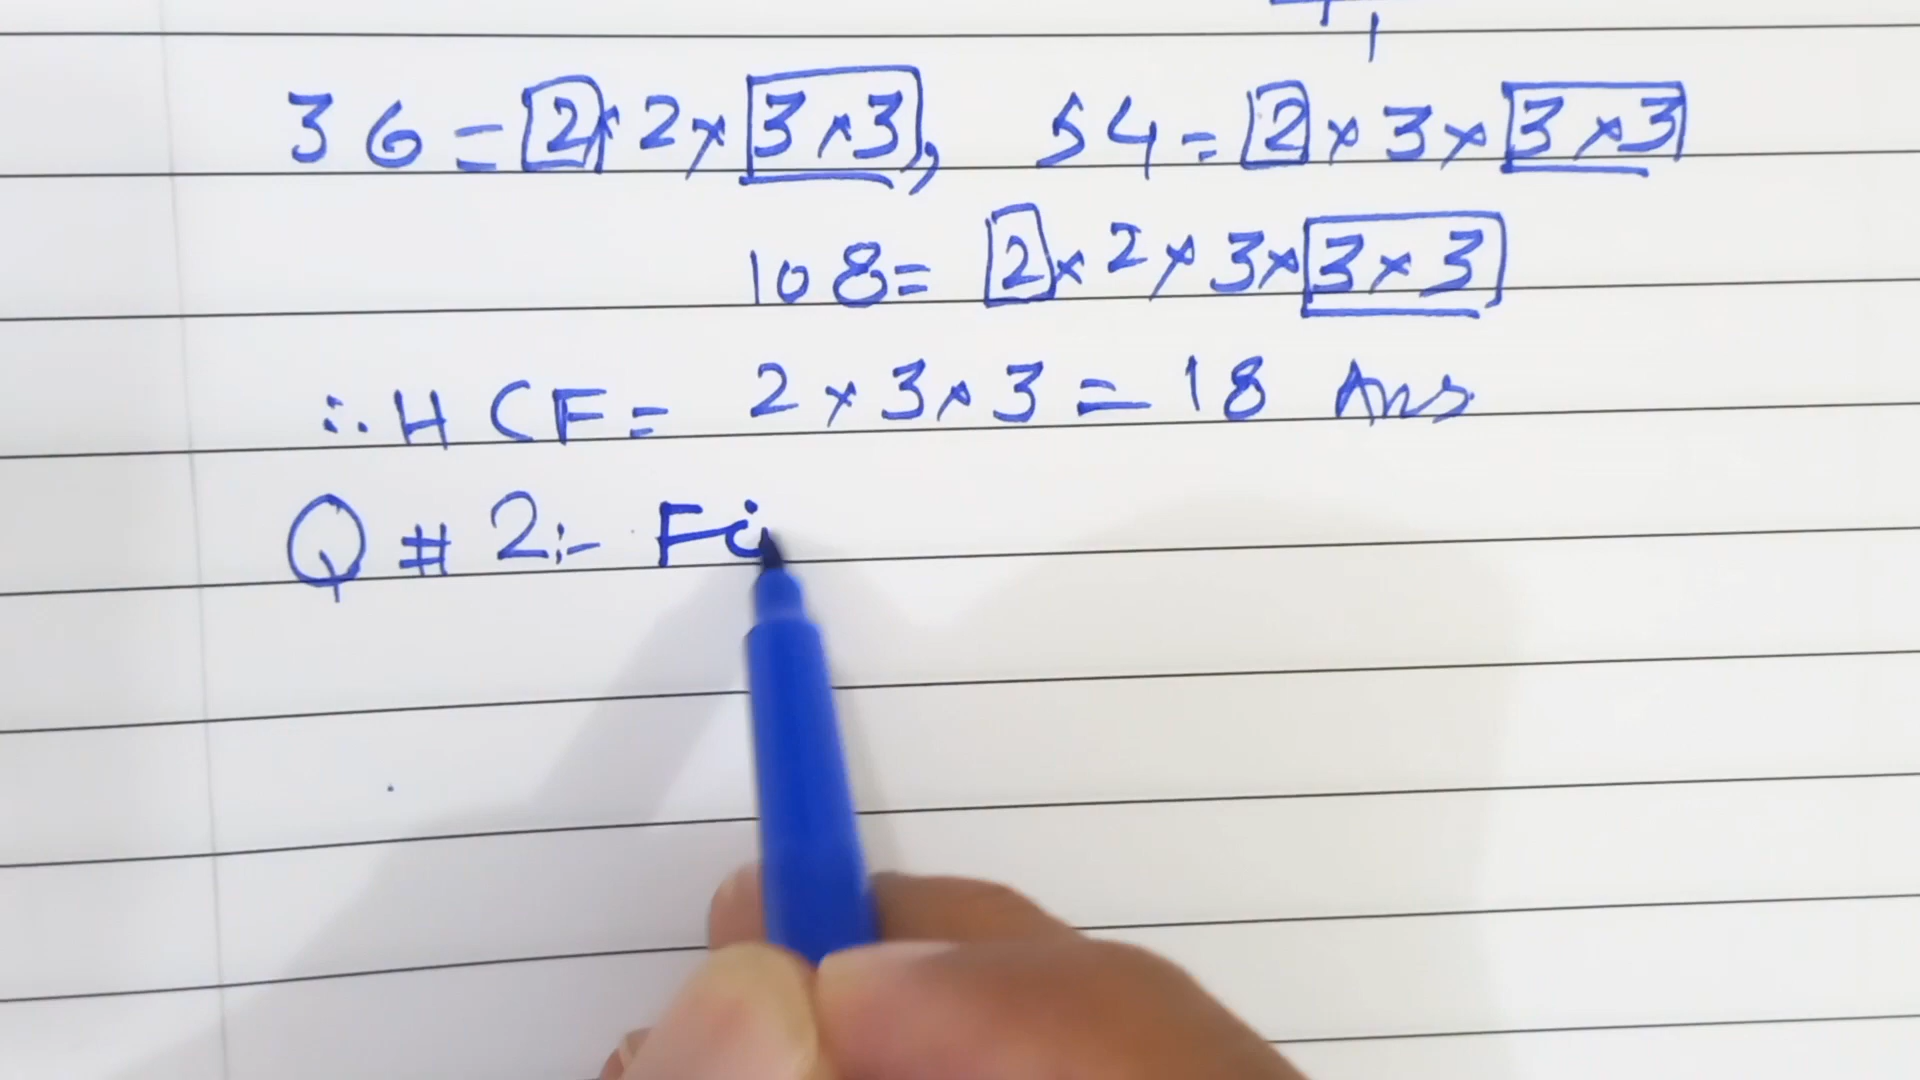 36 = 2 × 2 × 3 × 3, 54 = 2 × 3 × 3 × 3
108 = 2 × 2 × 3 × 3 × 3
∴ HCF = 2 × 3 × 3 = 18 Ans
Q # 2:- Fi